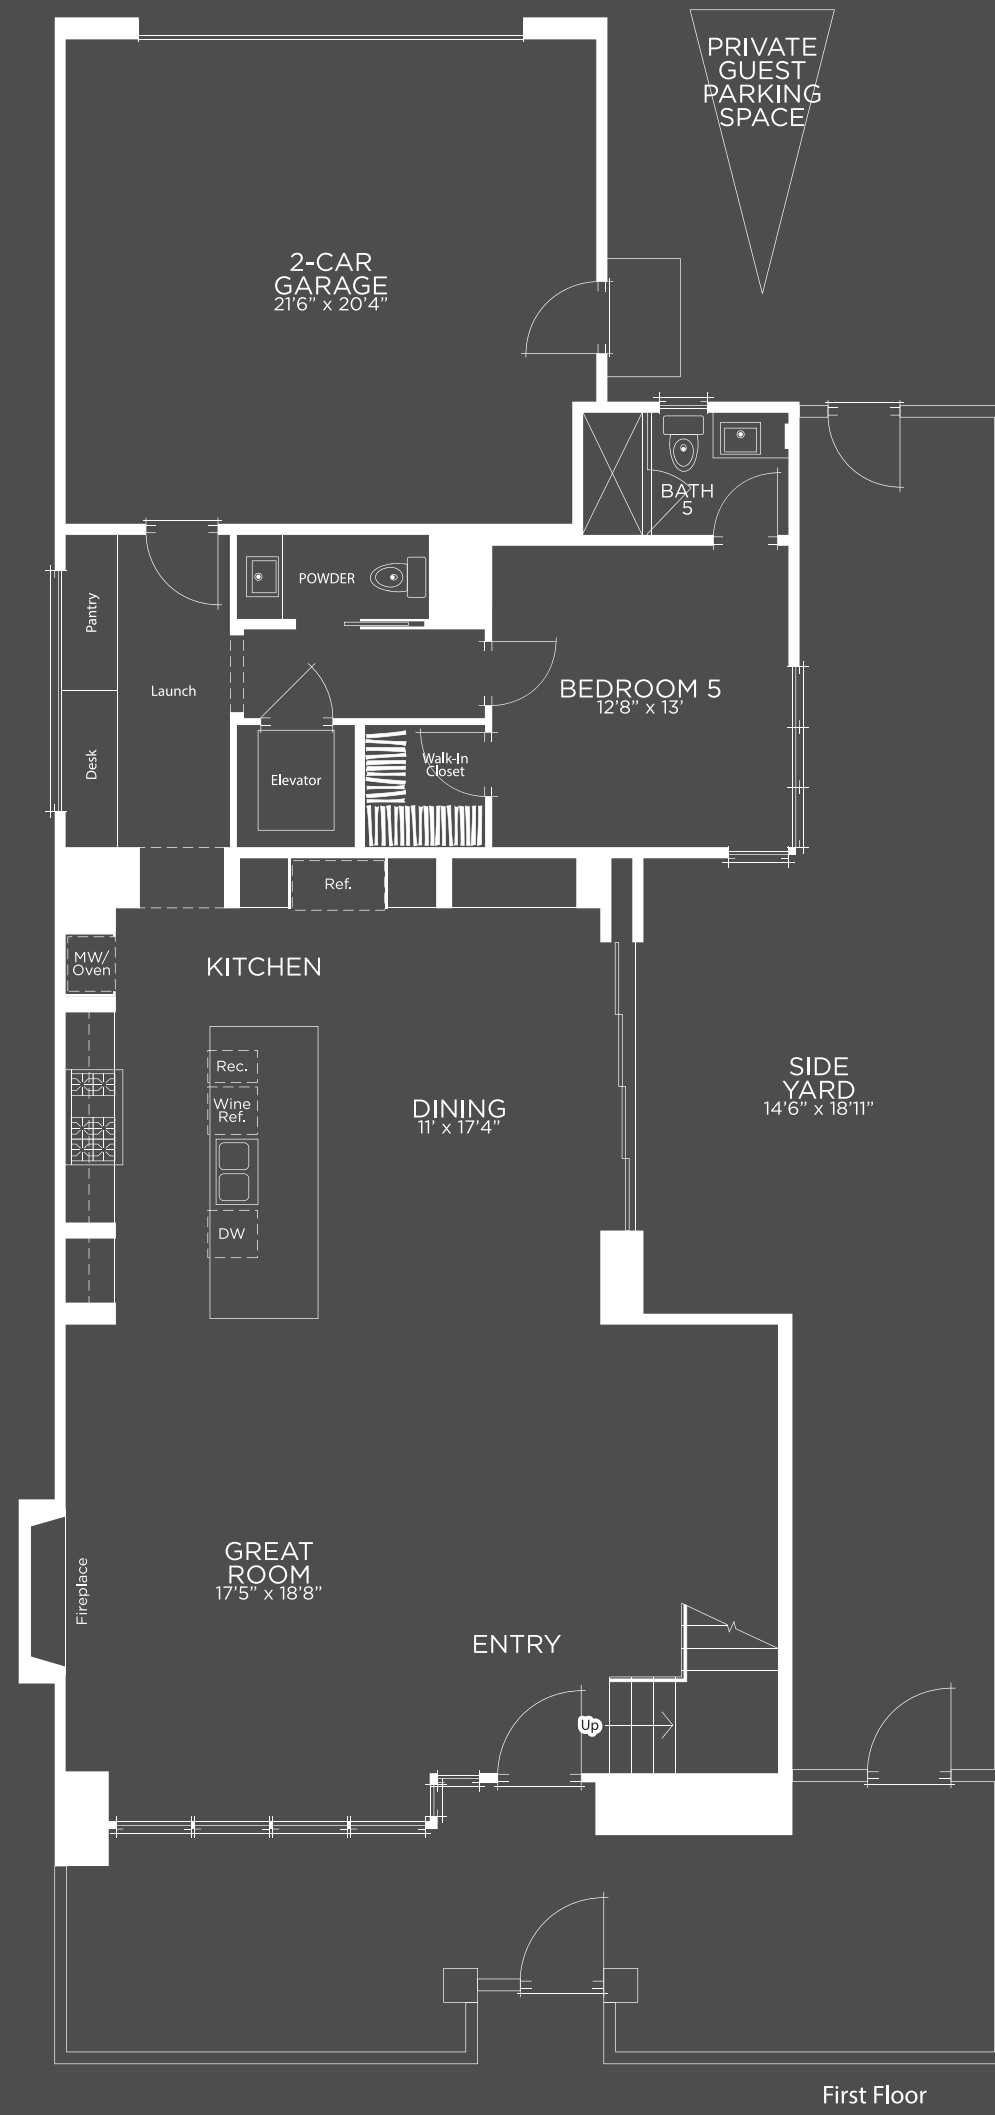 PRIVATE
GUEST
PARKING
SPACE
2-CAR
GARAGE
21'6" x 20'4"
BATH
5
POWDER
Pantry
Launch
Desk
BEDROOM 5
12'8" x 13'
Walk-In
Closet
Elevator
Ref.
MW/
Oven
KITCHEN
Rec.
Wine
Ref.
DW
DINING
11' x 17'4"
SIDE
YARD
14'6" x 18'11"
GREAT
ROOM
17'5" x 18'8"
Fireplace
ENTRY
Up
First Floor